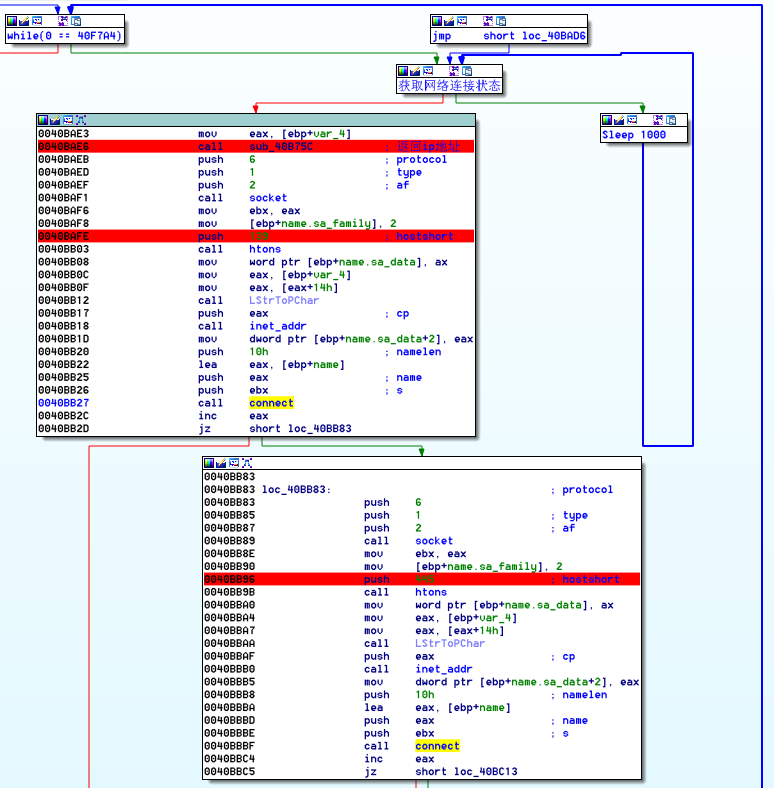 while(0 == 40F7A4)
jmp     short loc_40BAD6
获取网络连接状态
Sleep 1000
0040BAE3                 mov     eax, [ebp+var_4]
0040BAE6                 call    sub_40B75C      ; 返回ip地址
0040BAEB                 push    6               ; protocol
0040BAED                 push    1               ; type
0040BAEF                 push    2               ; af
0040BAF1                 call    socket
0040BAF6                 mov     ebx, eax
0040BAF8                 mov     [ebp+name.sa_family], 2
0040BAFE                 push                    ; hostshort
0040BB03                 call    htons
0040BB08                 mov     word ptr [ebp+name.sa_data], ax
0040BB0C                 mov     eax, [ebp+var_4]
0040BB0F                 mov     eax, [eax+14h]
0040BB12                 call    LStrToPChar
0040BB17                 push    eax             ; cp
0040BB18                 call    inet_addr
0040BB1D                 mov     dword ptr [ebp+name.sa_data+2], eax
0040BB20                 push    10h             ; namelen
0040BB22                 lea     eax, [ebp+name]
0040BB25                 push    eax             ; name
0040BB26                 push    ebx             ; s
0040BB27                 call    connect
0040BB2C                 inc     eax
0040BB2D                 jz      short loc_40BB83
0040BB83
0040BB83 loc_40BB83:                             ; protocol
0040BB83                 push    6
0040BB85                 push    1               ; type
0040BB87                 push    2               ; af
0040BB89                 call    socket
0040BB8E                 mov     ebx, eax
0040BB90                 mov     [ebp+name.sa_family], 2
0040BB96                 push                    ; hostshort
0040BB9B                 call    htons
0040BBA0                 mov     word ptr [ebp+name.sa_data], ax
0040BBA4                 mov     eax, [ebp+var_4]
0040BBA7                 mov     eax, [eax+14h]
0040BBAA                 call    LStrToPChar
0040BBAF                 push    eax             ; cp
0040BBB0                 call    inet_addr
0040BBB5                 mov     dword ptr [ebp+name.sa_data+2], eax
0040BBB8                 push    10h             ; namelen
0040BBBA                 lea     eax, [ebp+name]
0040BBBD                 push    eax             ; name
0040BBBE                 push    ebx             ; s
0040BBBF                 call    connect
0040BBC4                 inc     eax
0040BBC5                 jz      short loc_40BC13